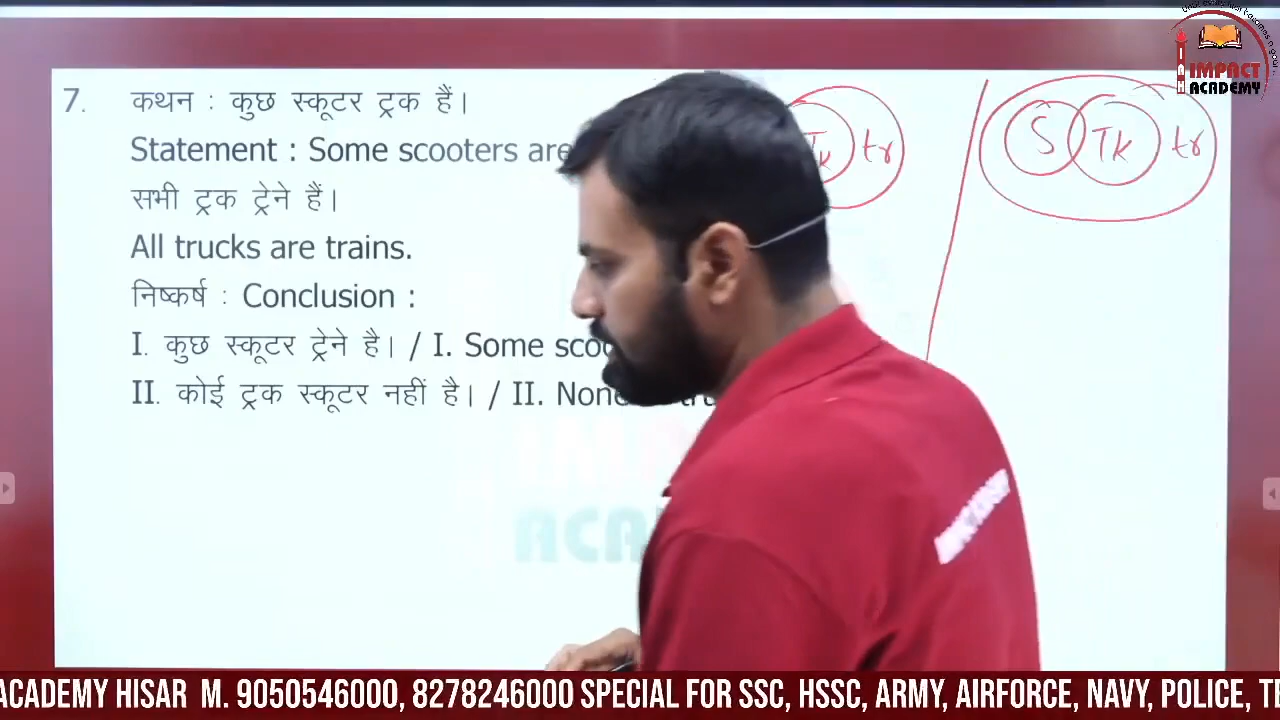 IMPACT
ACADEMY
7. कथन : कुछ स्कूटर ट्रक हैं।
Statement : Some scooters are
सभी ट्रक ट्रेने हैं।
All trucks are trains.
निष्कर्ष : Conclusion :
I. कुछ स्कूटर ट्रेने है। / I. Some
II. कोई ट्रक स्कूटर नहीं है। / II. None
Tk tr
S Tk tr
ACADEMY HISAR M. 9050546000, 8278246000 SPECIAL FOR SSC, HSSC, ARMY, AIRFORCE, NAVY, POLICE,